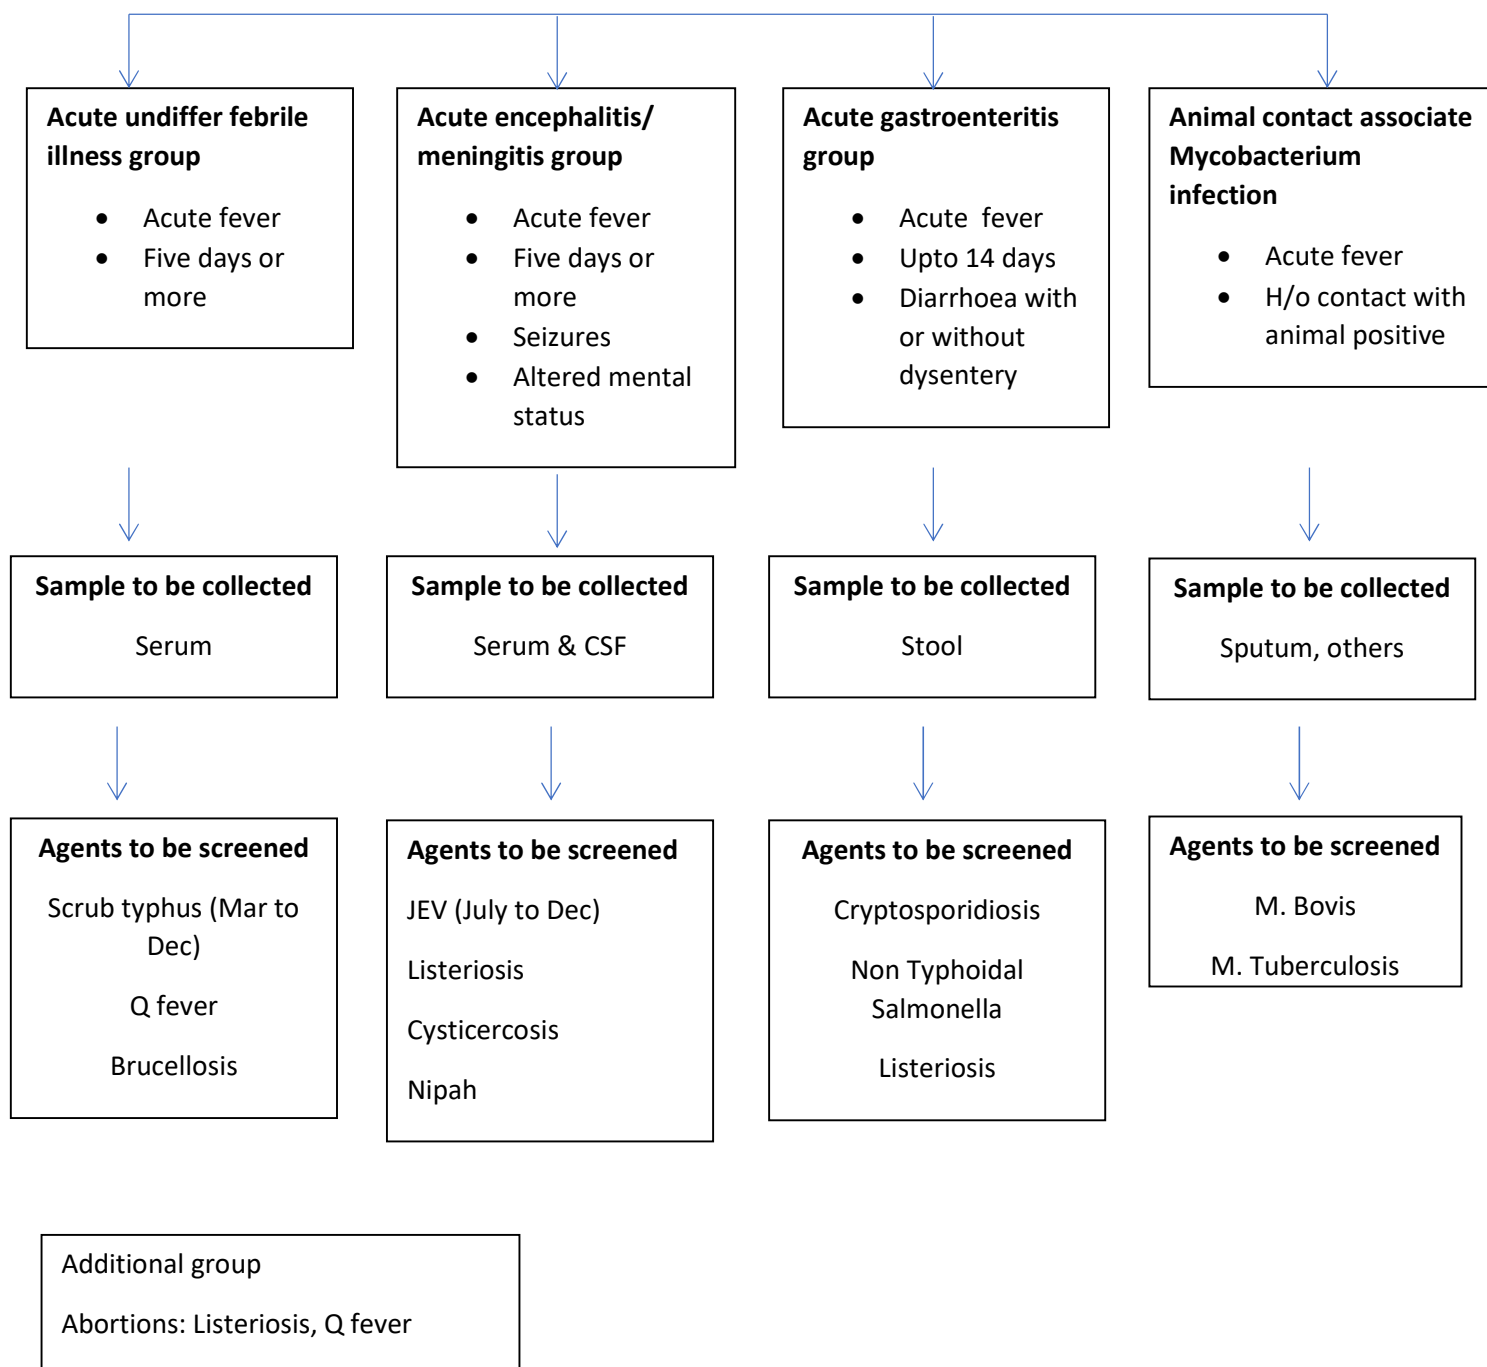 Acute undiffer febrile
illness group
• Acute fever
• Five days or
more
Acute encephalitis/
meningitis group
• Acute fever
• Five days or
more
• Seizures
• Altered mental
status
Acute gastroenteritis
group
• Acute fever
• Upto 14 days
• Diarrhoea with
or without
dysentery
Animal contact associate
Mycobacterium
infection
• Acute fever
• H/o contact with
animal positive
Sample to be collected
Serum
Sample to be collected
Serum & CSF
Sample to be collected
Stool
Sample to be collected
Sputum, others
Agents to be screened
Scrub typhus (Mar to
Dec)
Q fever
Brucellosis
Agents to be screened
JEV (July to Dec)
Listeriosis
Cysticercosis
Nipah
Agents to be screened
Cryptosporidiosis
Non Typhoidal
Salmonella
Listeriosis
Agents to be screened
M. Bovis
M. Tuberculosis
Additional group
Abortions: Listeriosis, Q fever